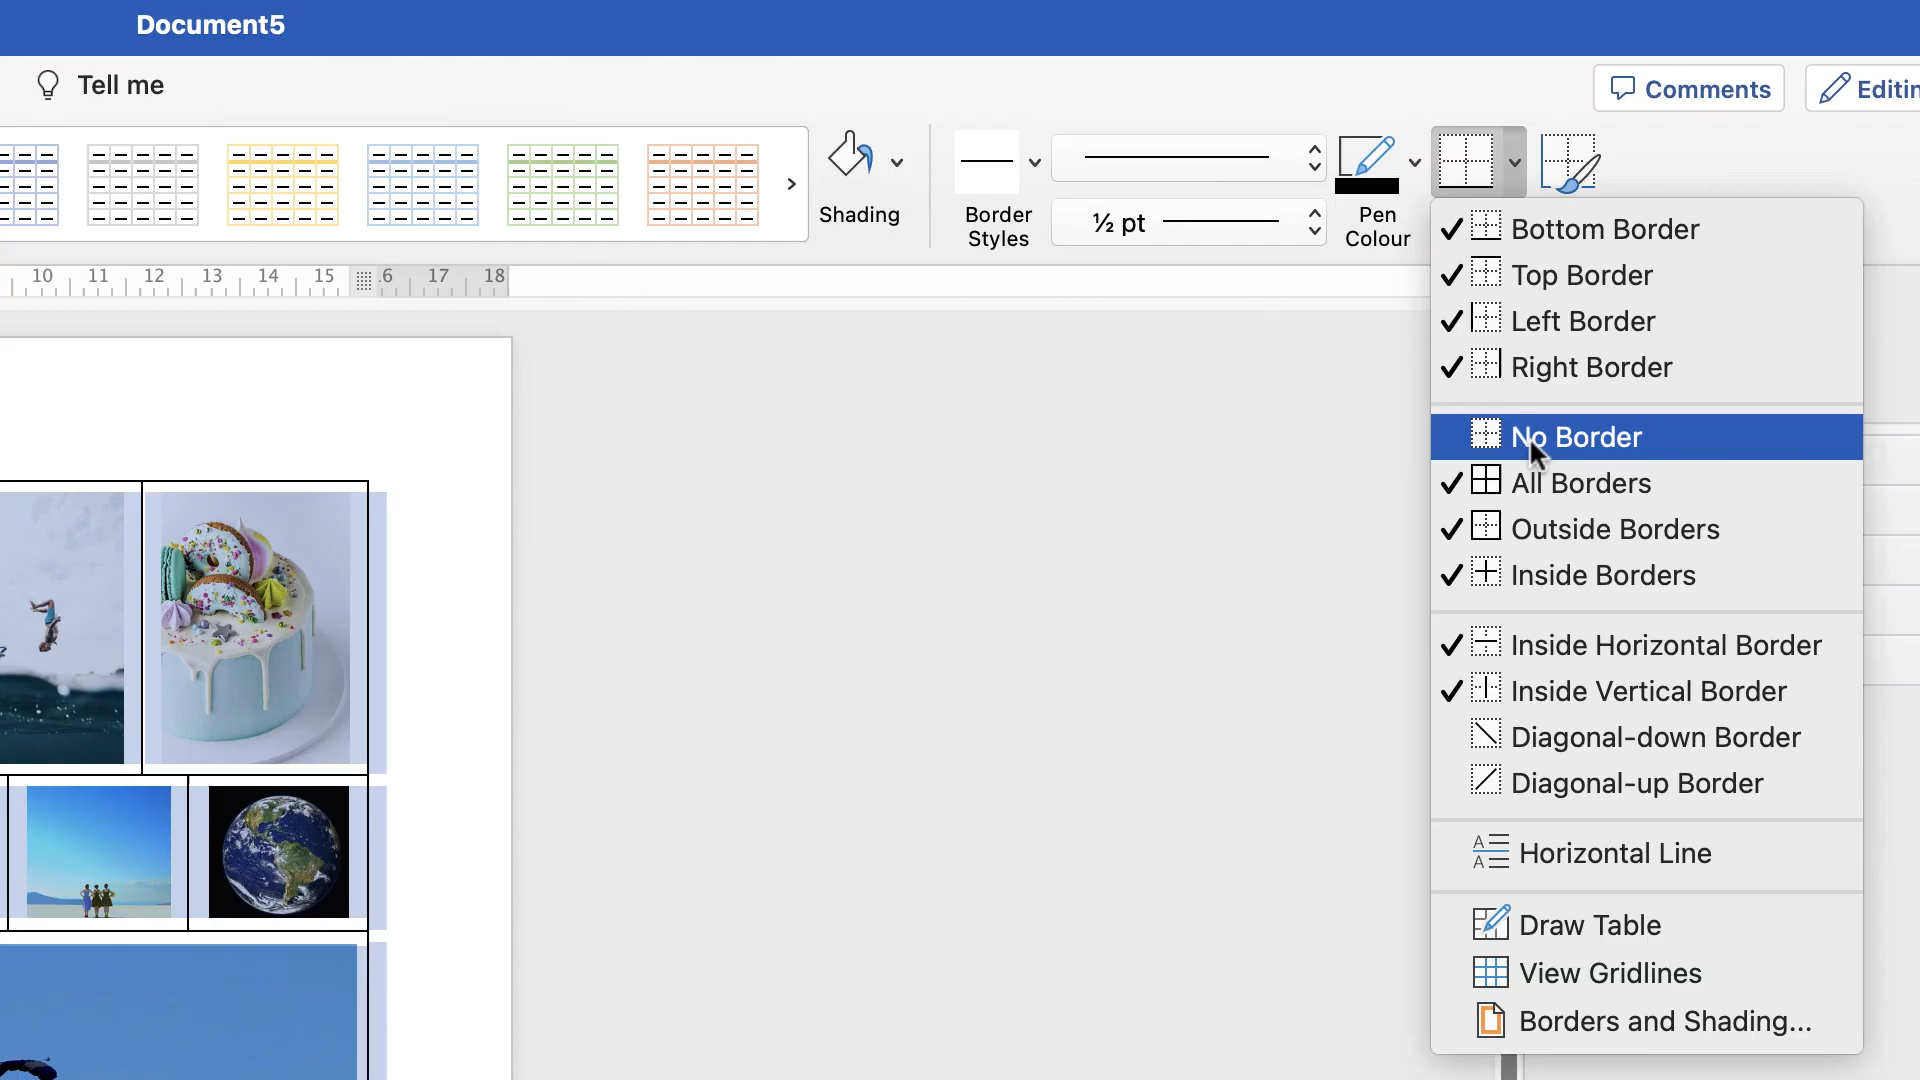 Document5
Tell me
Comments
Editin
Shading
Border
Styles
½ pt
Pen
Colour
10 11 12 13 14 15 .6 17 18
Bottom Border
Top Border
Left Border
Right Border
No Border
All Borders
Outside Borders
Inside Borders
Inside Horizontal Border
Inside Vertical Border
Diagonal-down Border
Diagonal-up Border
Horizontal Line
Draw Table
View Gridlines
Borders and Shading...